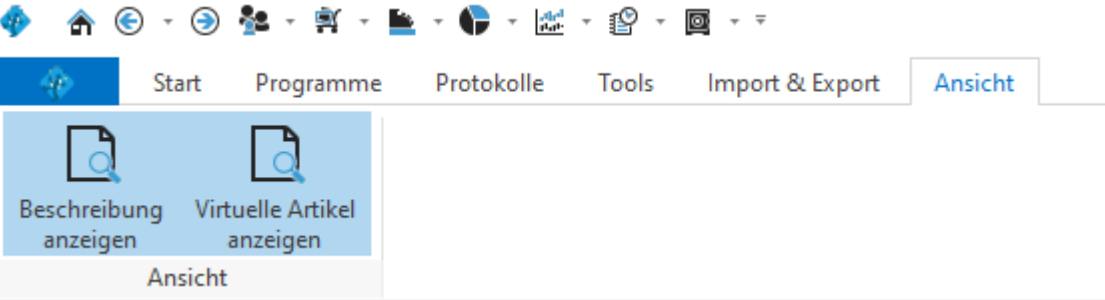 Start Programme Protokolle Tools Import & Export Ansicht
Beschreibung anzeigen
Virtuelle Artikel anzeigen
Ansicht